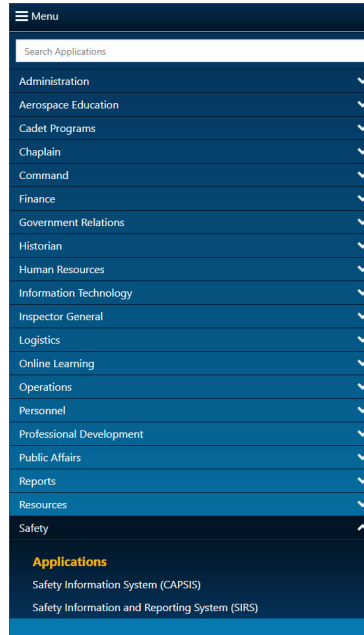 Menu
Search Applications
Administration
Aerospace Education
Cadet Programs
Chaplain
Command
Finance
Government Relations
Historian
Human Resources
Information Technology
Inspector General
Logistics
Online Learning
Operations
Personnel
Professional Development
Public Affairs
Reports
Resources
Safety
Applications
Safety Information System (CAPSIS)
Safety Information and Reporting System (SIRS)